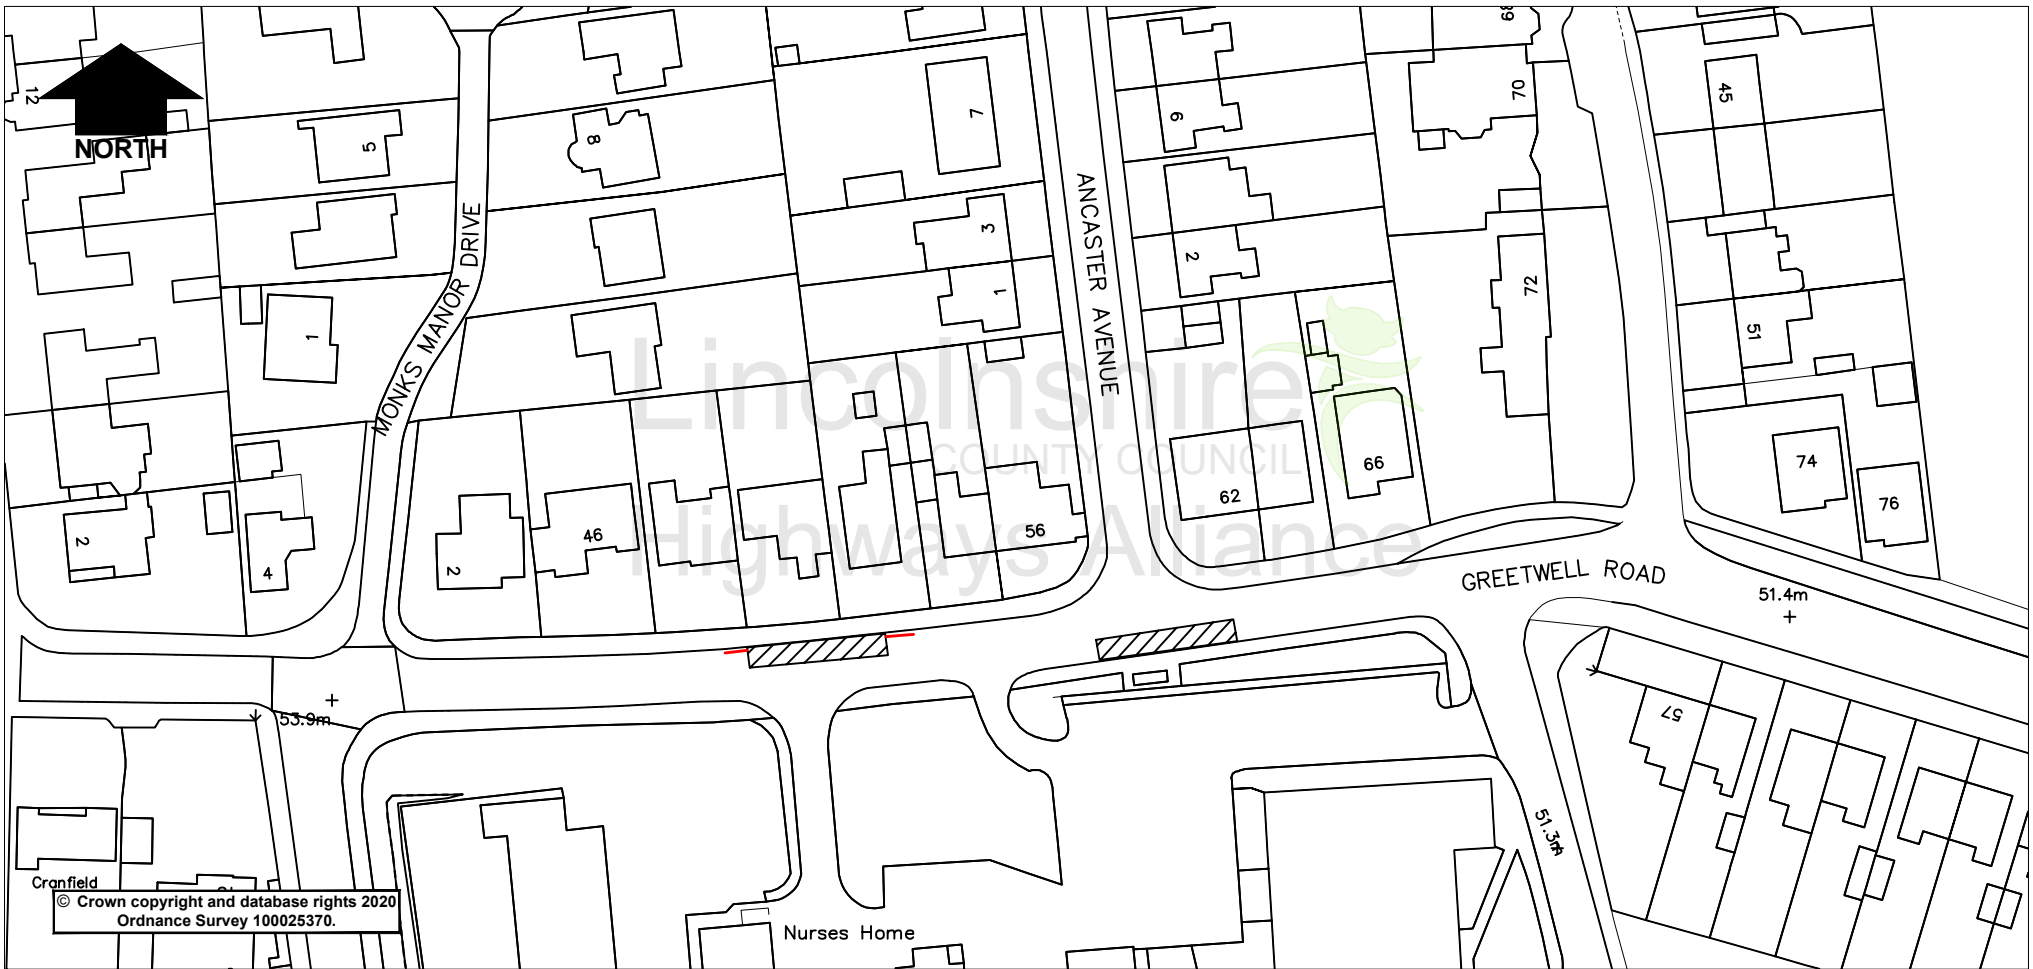 12
NORTH
5
8
7
6
68
70
45
MONKS MANOR DRIVE
ANCASTER AVENUE
3
1
2
72
51
1
Lincolnshire
COUNTY COUNCIL
Highways Alliance
2
4
2
46
56
62
66
74
76
GREETWELL ROAD
51.4m
53.9m
57
51.3m
Cranfield
© Crown copyright and database rights 2020
Ordnance Survey 100025370.
Nurses Home